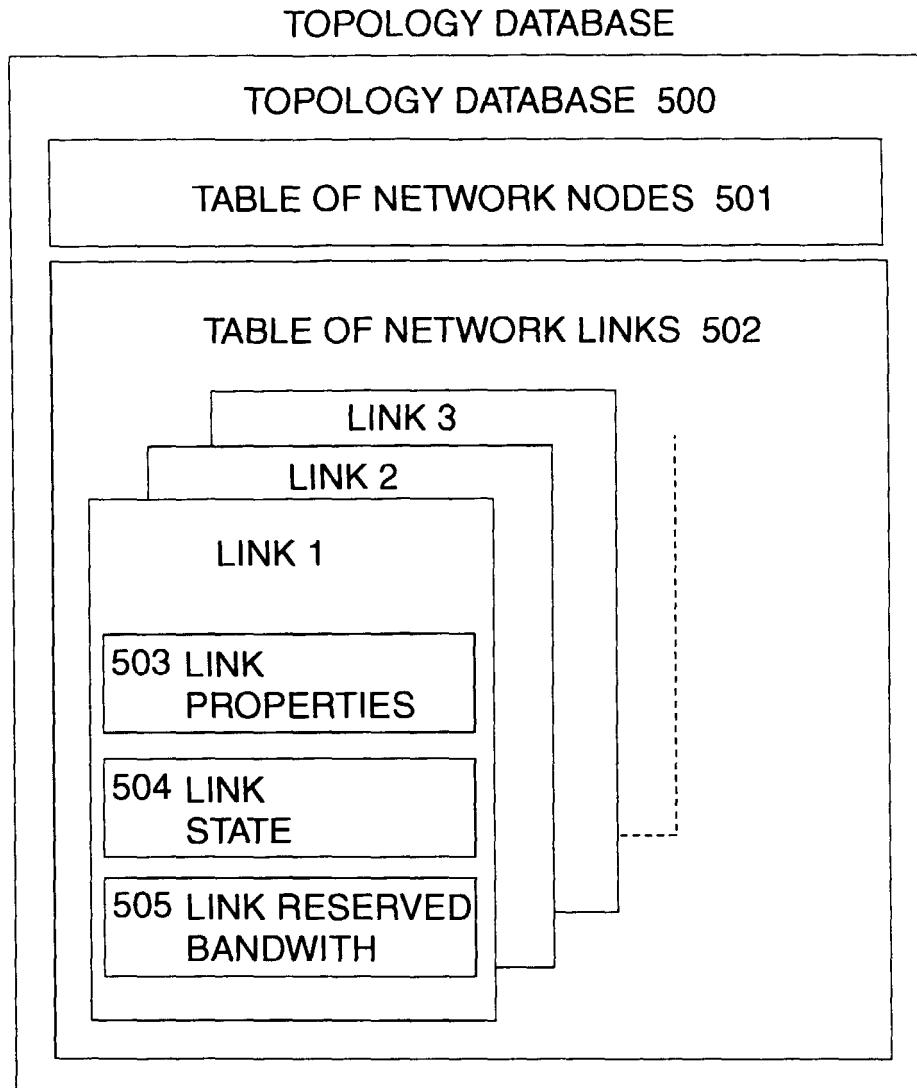 TOPOLOGY DATABASE
TOPOLOGY DATABASE 500
TABLE OF NETWORK NODES 501
TABLE OF NETWORK LINKS 502
LINK 3
LINK 2
LINK 1
503 LINK
PROPERTIES
504 LINK
STATE
505 LINK RESERVED
BANDWITH